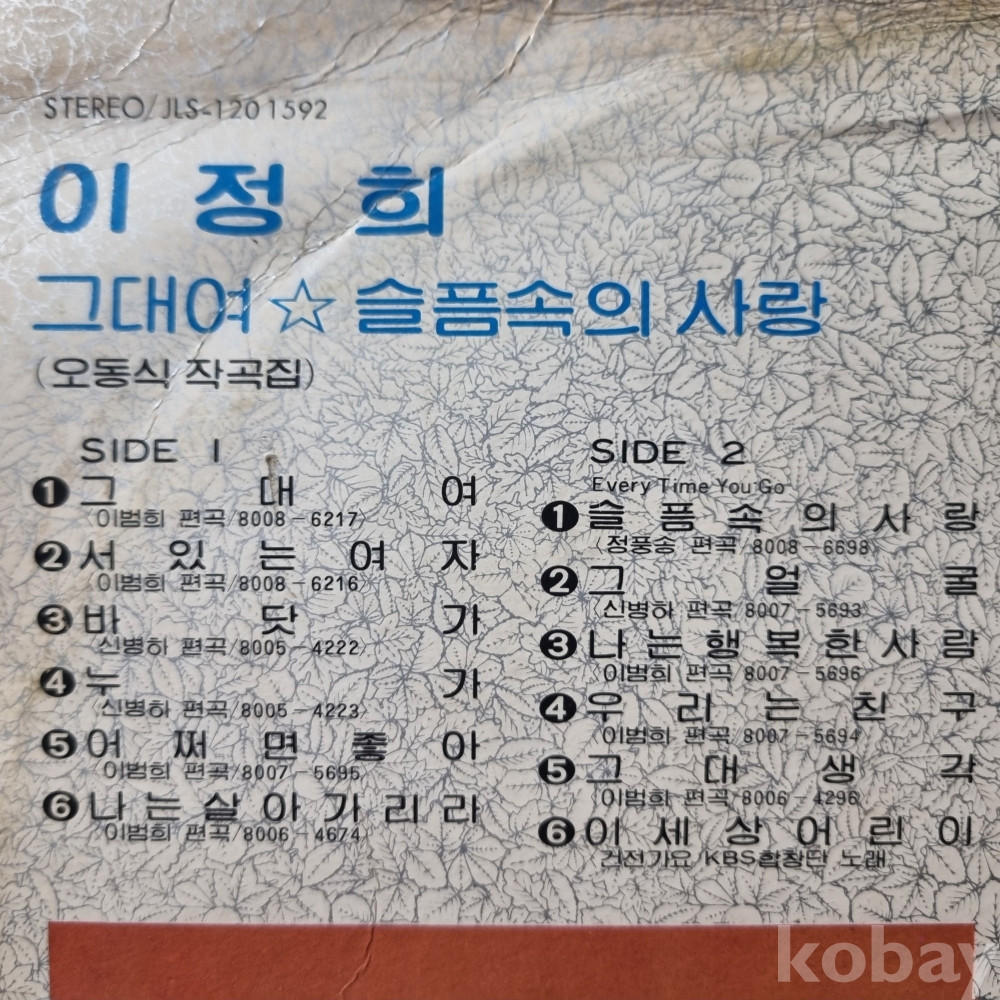 STEREO/JLS-1201592
이정희
그대여☆슬픔속의 사랑
(오동식 작곡집)
SIDE 1
❶그대여
이범희 편곡/8008-6217
❷서있는여자
이범희 편곡/8008-6216
❸바닷가
신병하 편곡/8005-4222
❹누가
신병하 편곡/8005-4223
❺어쩌면좋아
이범희 편곡/8007-5695
❻나는살아가리라
이범희 편곡/8006-4674
SIDE 2
Every Time You Go
❶슬픔속의사랑
〈정풍송 편곡 8008-6698〉
❷그얼굴
신병하 편곡 8007-5693
❸나는행복한사람
이범희 편곡 8007-5696
❹우리는친구
이범희 편곡 8007-5694
❺그대생각
이범희 편곡 8006-4296
❻이세상어린이
건전가요 KBS합창단 노래
kobay